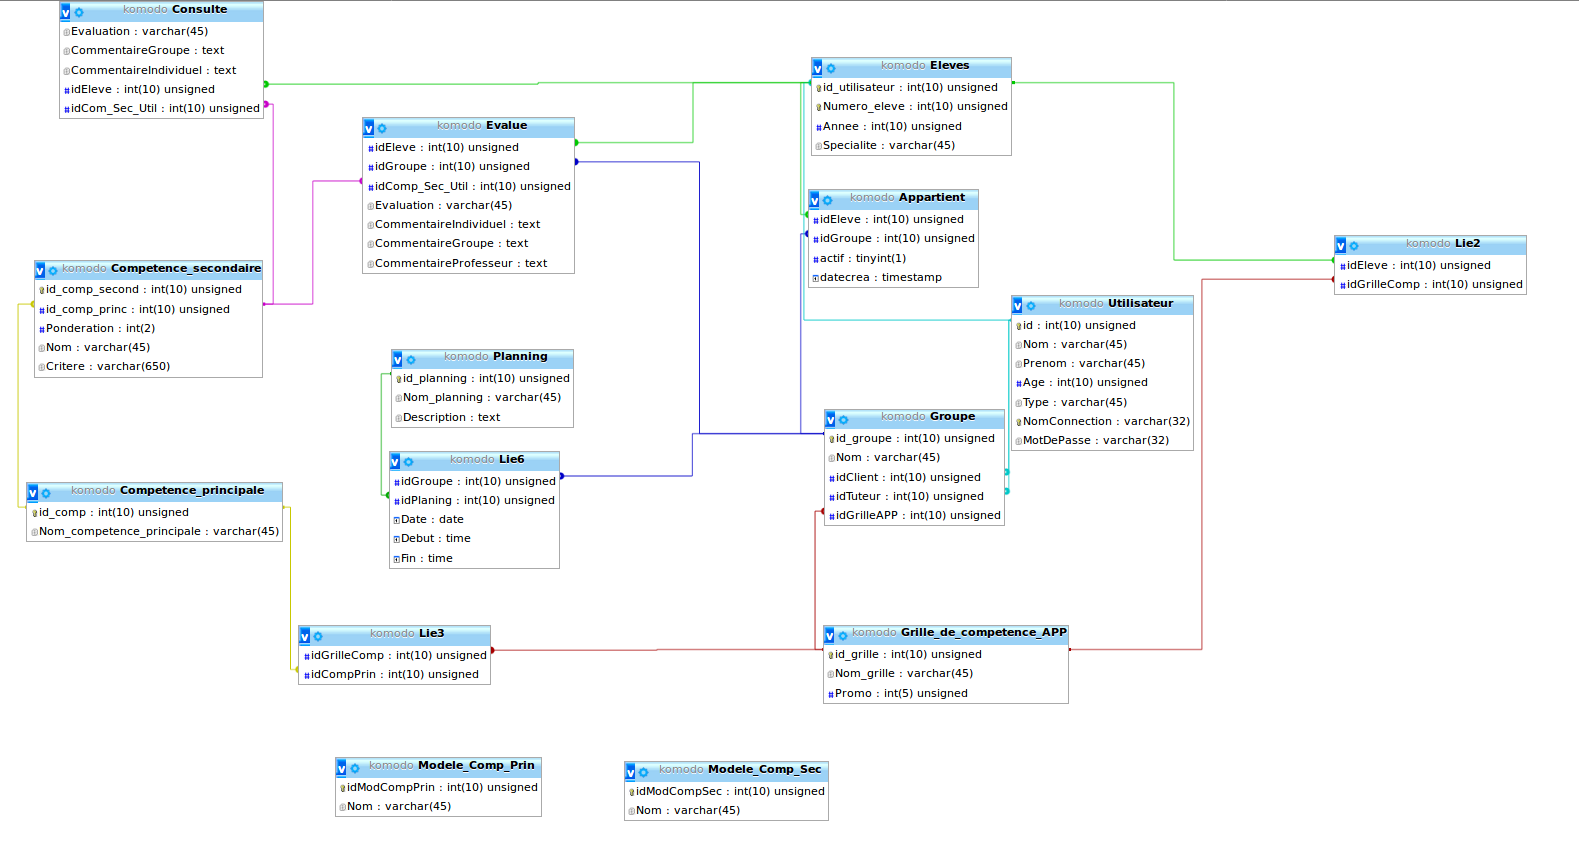 komodo Consulte
Evaluation : varchar(45)
CommentaireGroupe : text
CommentaireIndividuel : text
idEleve : int(10) unsigned
idCom_Sec_Util : int(10) unsigned
komodo Eleves
id_utilisateur : int(10) unsigned
Numero_eleve : int(10) unsigned
Annee : int(10) unsigned
Specialite : varchar(45)
komodo Evalue
idEleve : int(10) unsigned
idGroupe : int(10) unsigned
idComp_Sec_Util : int(10) unsigned
Evaluation : varchar(45)
CommentaireIndividuel : text
CommentaireGroupe : text
CommentaireProfesseur : text
komodo Appartient
idEleve : int(10) unsigned
idGroupe : int(10) unsigned
actif : tinyint(1)
datecrea : timestamp
komodo Lie2
idEleve : int(10) unsigned
idGrilleComp : int(10) unsigned
komodo Competence_secondaire
id_comp_second : int(10) unsigned
id_comp_princ : int(10) unsigned
Ponderation : int(2)
Nom : varchar(45)
Critere : varchar(650)
komodo Utilisateur
id : int(10) unsigned
Nom : varchar(45)
Prenom : varchar(45)
Age : int(10) unsigned
Type : varchar(45)
NomConnection : varchar(32)
MotDePasse : varchar(32)
komodo Planning
id_planning : int(10) unsigned
Nom_planning : varchar(45)
Description : text
komodo Groupe
id_groupe : int(10) unsigned
Nom : varchar(45)
idClient : int(10) unsigned
idTuteur : int(10) unsigned
idGrilleAPP : int(10) unsigned
komodo Lie6
idGroupe : int(10) unsigned
idPlaning : int(10) unsigned
Date : date
Debut : time
Fin : time
komodo Competence_principale
id_comp : int(10) unsigned
Nom_competence_principale : varchar(45)
komodo Lie3
idGrilleComp : int(10) unsigned
idCompPrin : int(10) unsigned
komodo Grille_de_competence_APP
id_grille : int(10) unsigned
Nom_grille : varchar(45)
Promo : int(5) unsigned
komodo Modele_Comp_Prin
idModCompPrin : int(10) unsigned
Nom : varchar(45)
komodo Modele_Comp_Sec
idModCompSec : int(10) unsigned
Nom : varchar(45)